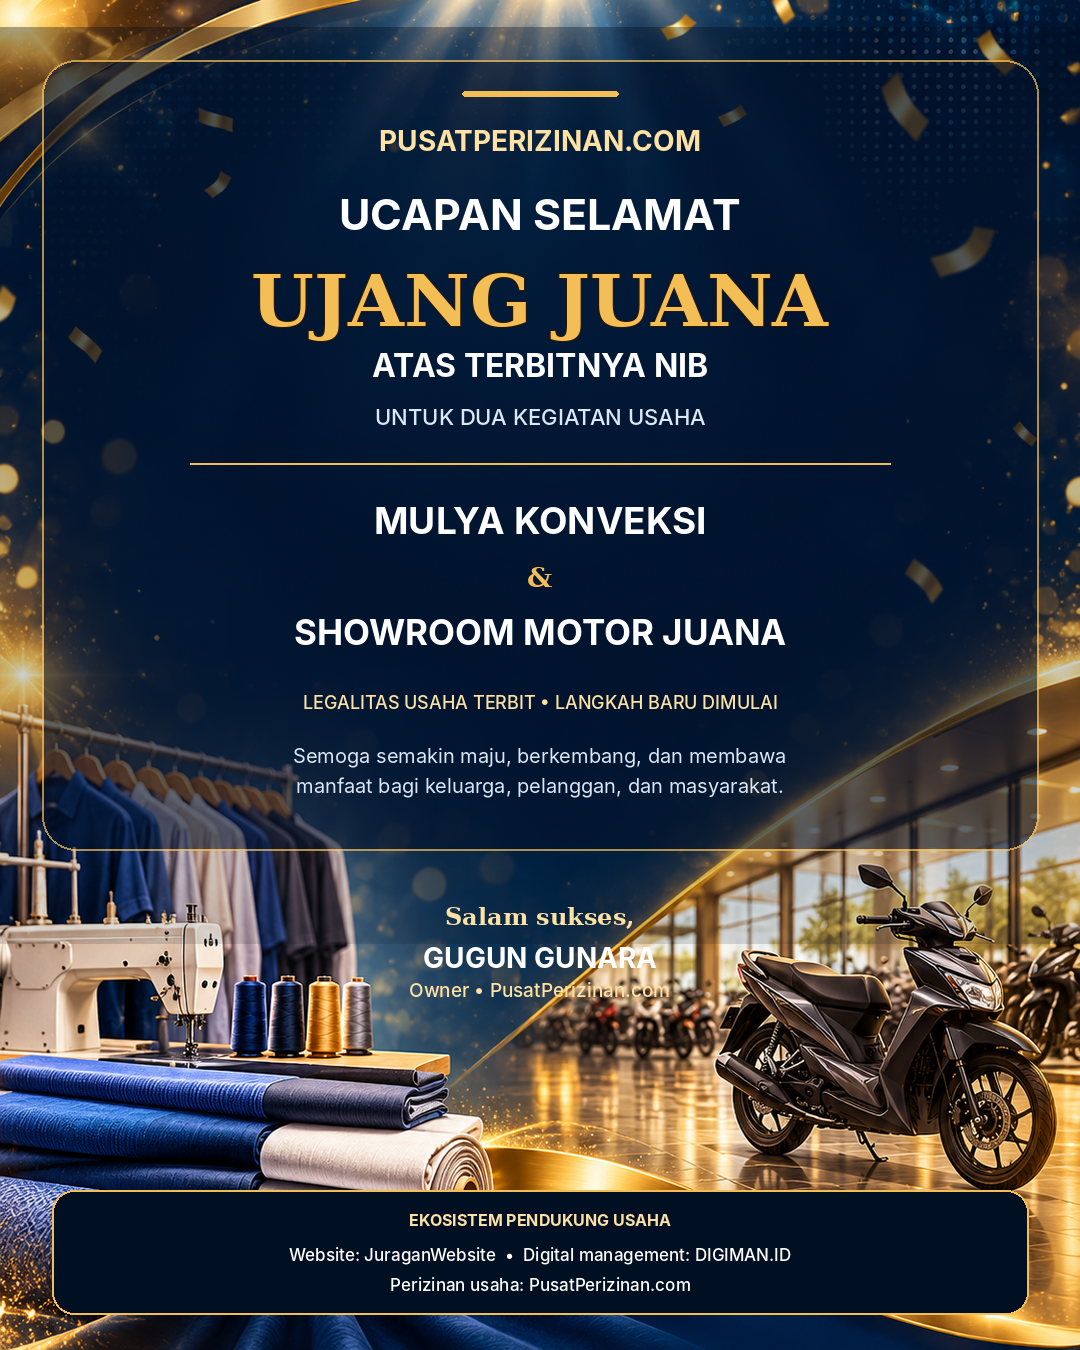 PUSATPERIZINAN.COM
UCAPAN SELAMAT
UJANG JUANA
ATAS TERBITNYA NIB
UNTUK DUA KEGIATAN USAHA
MULYA KONVEKSI
&
SHOWROOM MOTOR JUANA
LEGALITAS USAHA TERBIT • LANGKAH BARU DIMULAI
Semoga semakin maju, berkembang, dan membawa
manfaat bagi keluarga, pelanggan, dan masyarakat.
Salam sukses,
GUGUN GUNARA
Owner • PusatPerizinan.com
EKOSISTEM PENDUKUNG USAHA
Website: JuraganWebsite • Digital management: DIGIMAN.ID
Perizinan usaha: PusatPerizinan.com